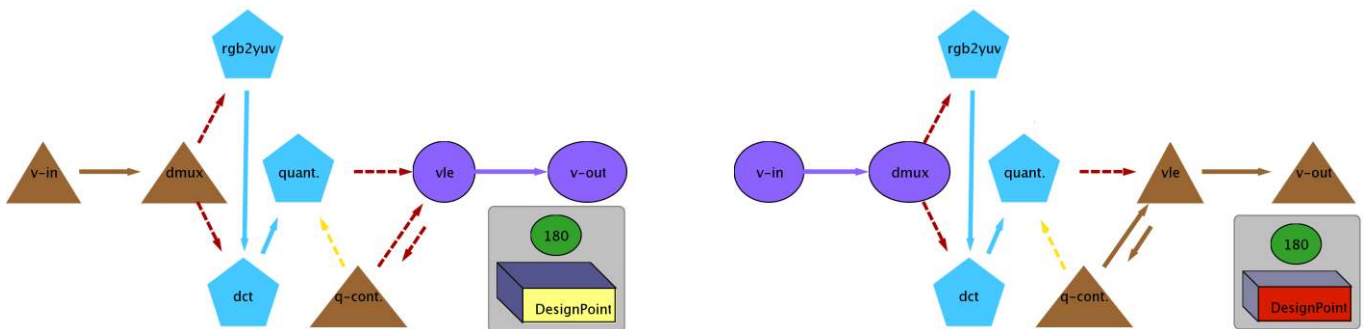 rgb2yuv
v-in
dmux
quant.
vle
v-out
180
dct
q-cont.
DesignPoint
rgb2yuv
v-in
dmux
quant.
vle
v-out
180
dct
q-cont.
DesignPoint